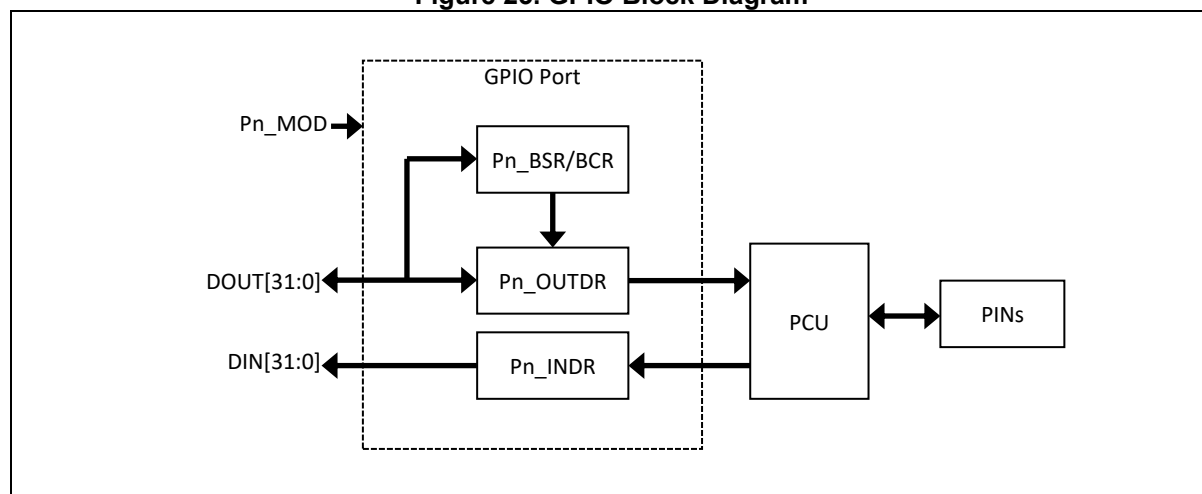 Figure 23. GPIO Block Diagram
GPIO Port
Pn_MOD
Pn_BSR/BCR
DOUT[31:0]
Pn_OUTDR
PCU
PINs
DIN[31:0]
Pn_INDR